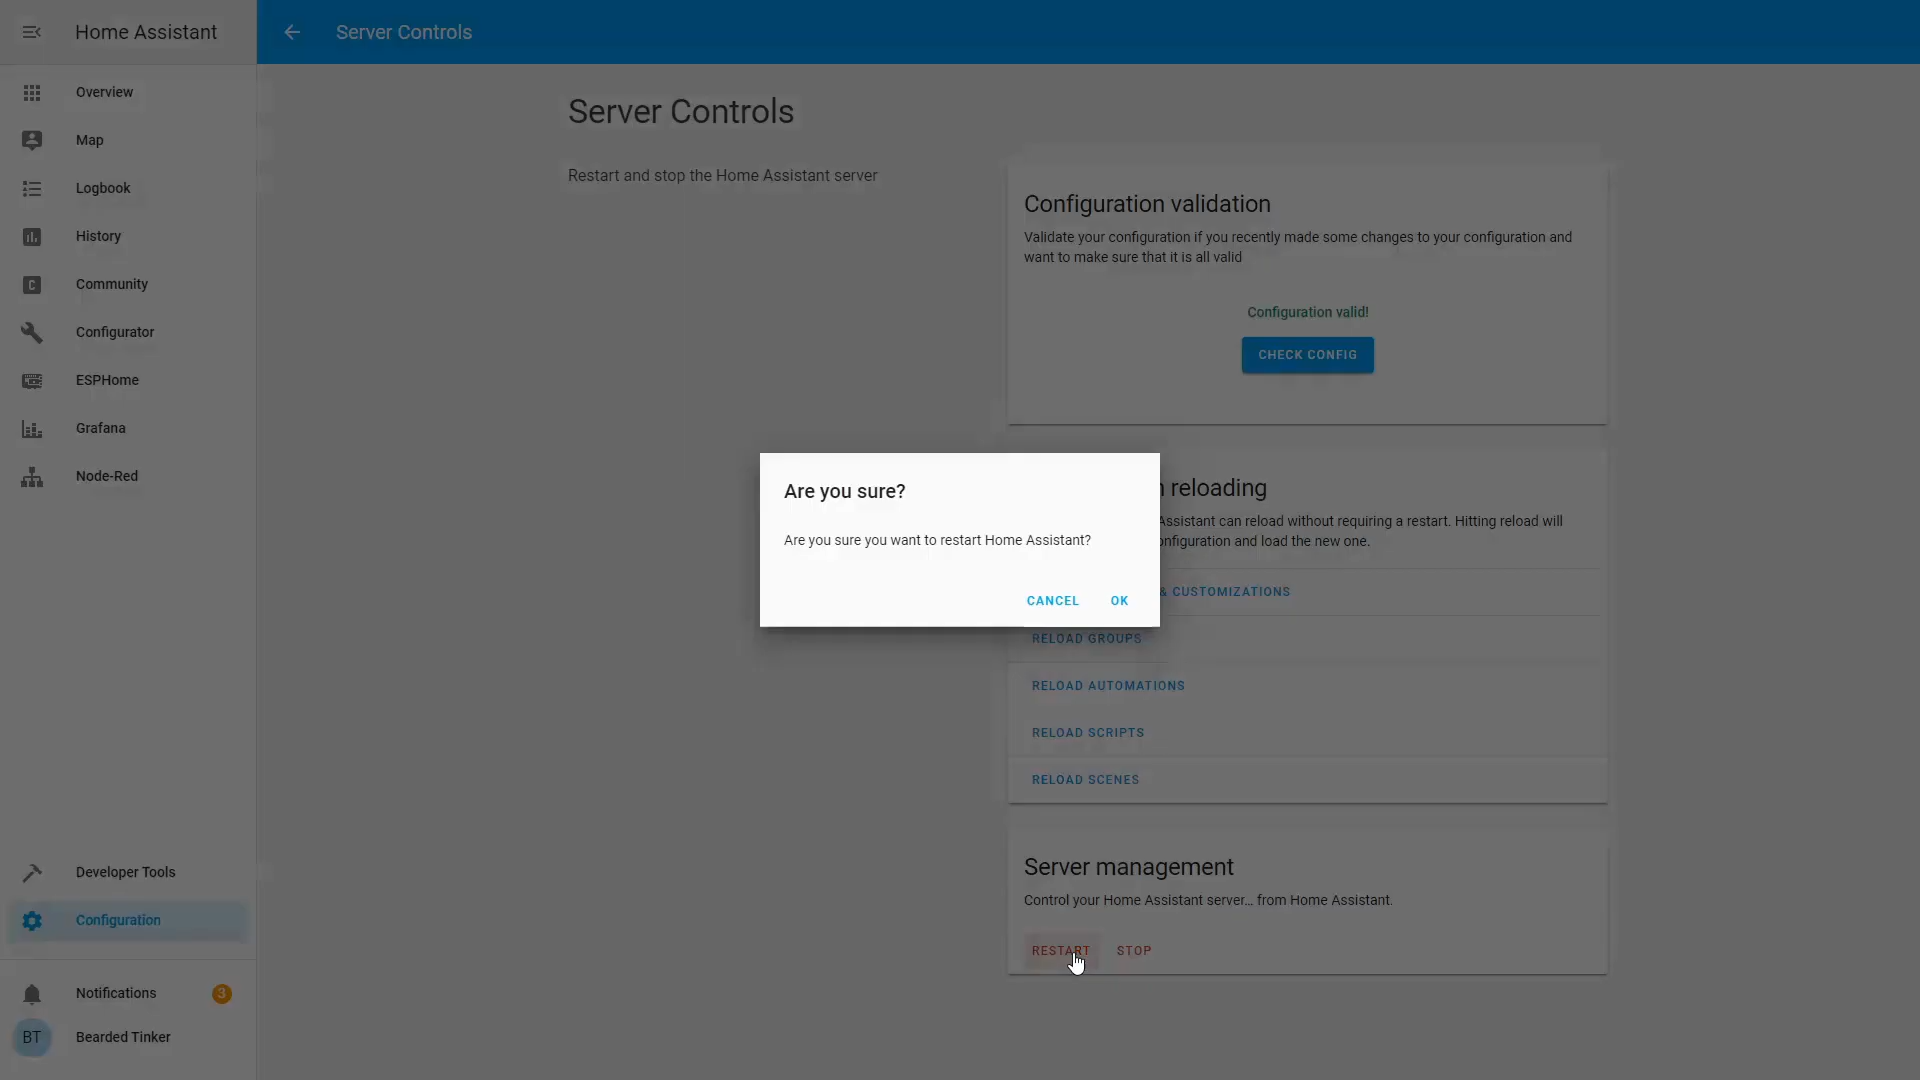 Home Assistant
Server Controls
Overview
Map
Logbook
History
Community
Configurator
ESPHome
Grafana
Node-Red
Developer Tools
Configuration
Notifications
3
BT
Bearded Tinker
Server Controls
Restart and stop the Home Assistant server
Configuration validation
Validate your configuration if you recently made some changes to your configuration and
want to make sure that it is all valid
Configuration valid!
CHECK CONFIG
reloading
Assistant can reload without requiring a restart. Hitting reload will
and load the new one.
& CUSTOMIZATIONS
RELOAD GROUPS
RELOAD AUTOMATIONS
RELOAD SCRIPTS
RELOAD SCENES
Are you sure?
Are you sure you want to restart Home Assistant?
CANCEL
OK
Server management
Control your Home Assistant server… from Home Assistant.
RESTART
STOP